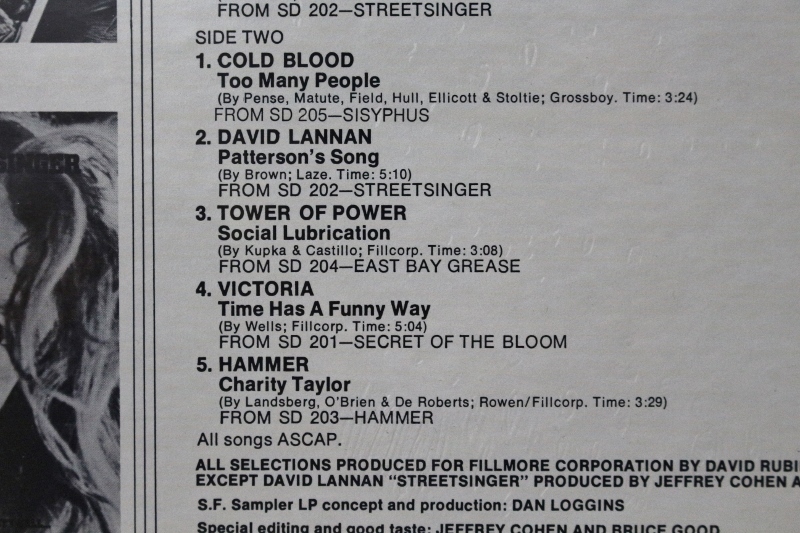 FROM SD 202—STREETSINGER
SIDE TWO
1. COLD BLOOD
Too Many People
(By Pense, Matute, Field, Hull, Ellicott & Stoltie; Grossboy. Time: 3:24)
FROM SD 205—SISYPHUS
2. DAVID LANNAN
Patterson's Song
(By Brown; Laze. Time: 5:10)
FROM SD 202—STREETSINGER
3. TOWER OF POWER
Social Lubrication
(By Kupka & Castillo; Fillcorp. Time: 3:08)
FROM SD 204—EAST BAY GREASE
4. VICTORIA
Time Has A Funny Way
(By Wells; Fillcorp. Time: 5:04)
FROM SD 201—SECRET OF THE BLOOM
5. HAMMER
Charity Taylor
(By Landsberg, O'Brien & De Roberts; Rowen/Fillcorp. Time: 3:29)
FROM SD 203—HAMMER
All songs ASCAP.
ALL SELECTIONS PRODUCED FOR FILLMORE CORPORATION BY DAVID RUBI
EXCEPT DAVID LANNAN "STREETSINGER" PRODUCED BY JEFFREY COHEN A
S.F. Sampler LP concept and production: DAN LOGGINS
Special editing and good taste: JEFFREY COHEN AND BRUCE GOOD